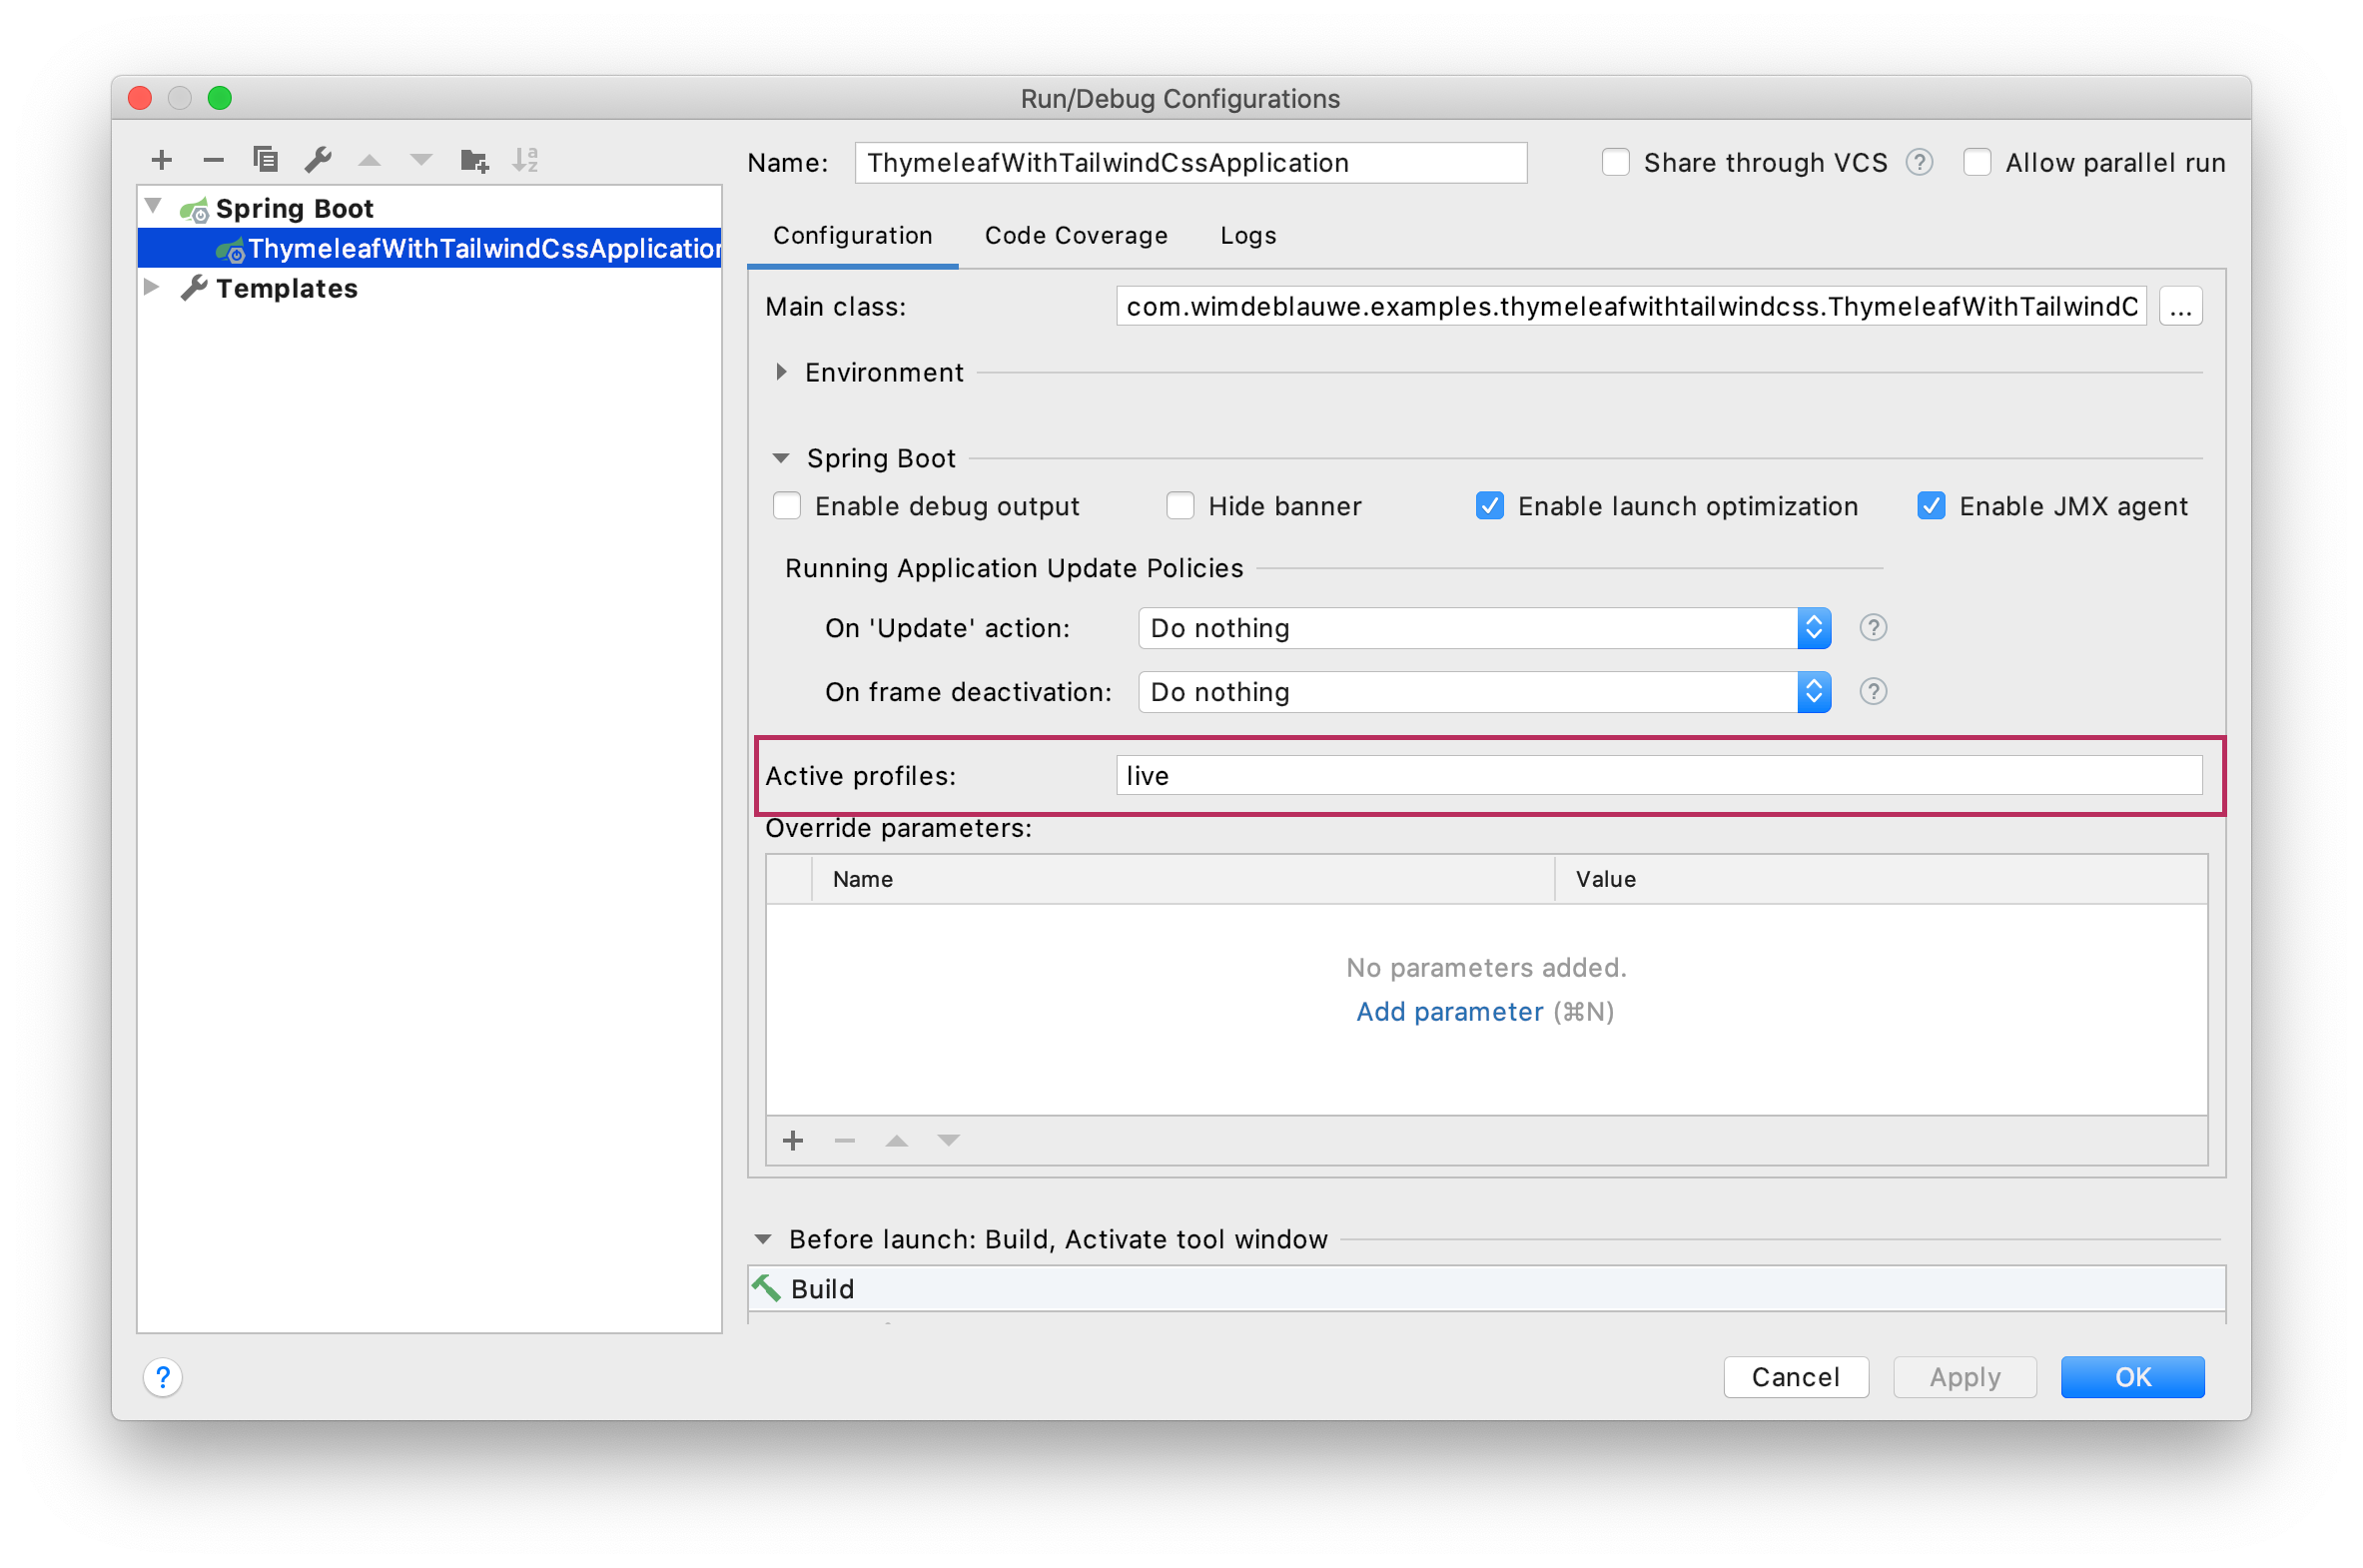 Run/Debug Configurations
Name: ThymeleafWithTailwindCssApplication Share through VCS ? Allow parallel run
Spring Boot
ThymeleafWithTailwindCssApplication
Templates
Configuration Code Coverage Logs
Main class: com.wimdeblauwe.examples.thymeleafwithtailwindcss.ThymeleafWithTailwindC ...
Environment
Spring Boot
Enable debug output Hide banner Enable launch optimization Enable JMX agent
Running Application Update Policies
On 'Update' action: Do nothing ?
On frame deactivation: Do nothing ?
Active profiles: live
Override parameters:
Name Value
No parameters added.
Add parameter (⌘N)
Before launch: Build, Activate tool window
Build
? Cancel Apply OK